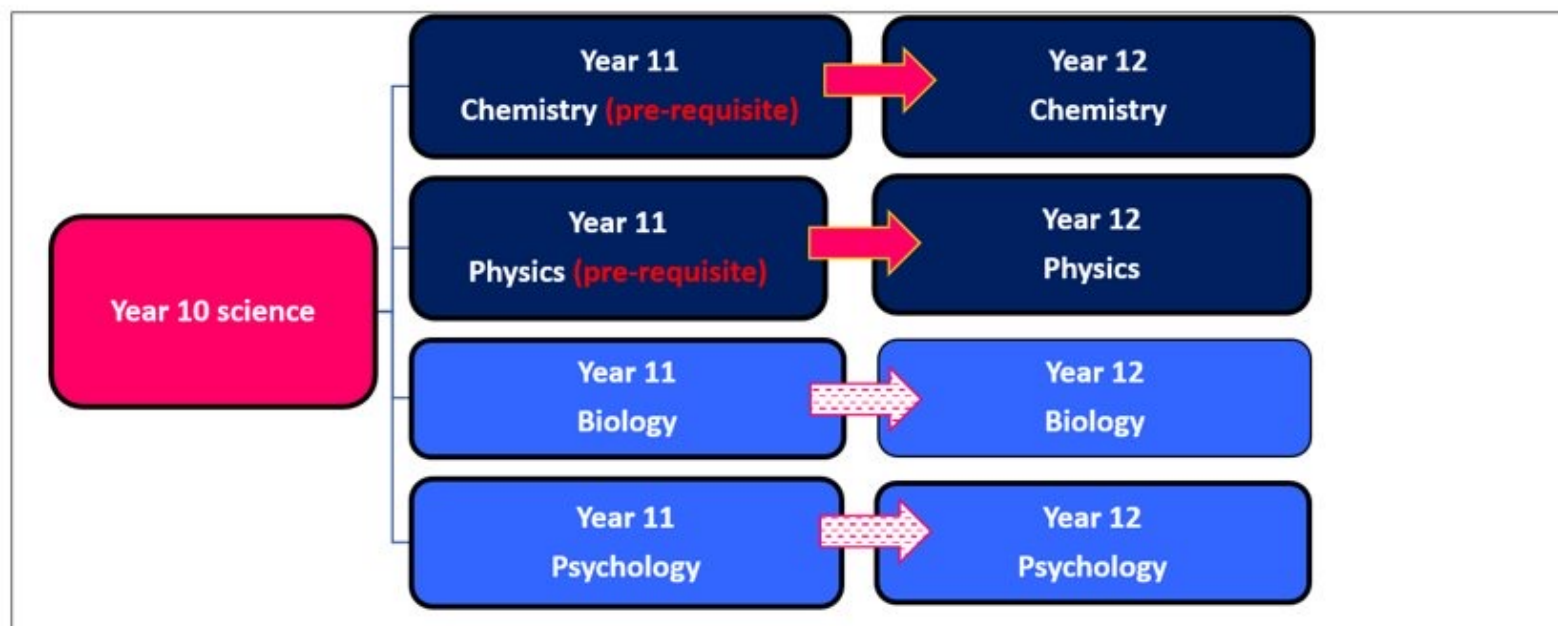 Year 10 science
Year 11
Chemistry (pre-requisite)
Year 12
Chemistry
Year 11
Physics (pre-requisite)
Year 12
Physics
Year 11
Biology
Year 12
Biology
Year 11
Psychology
Year 12
Psychology